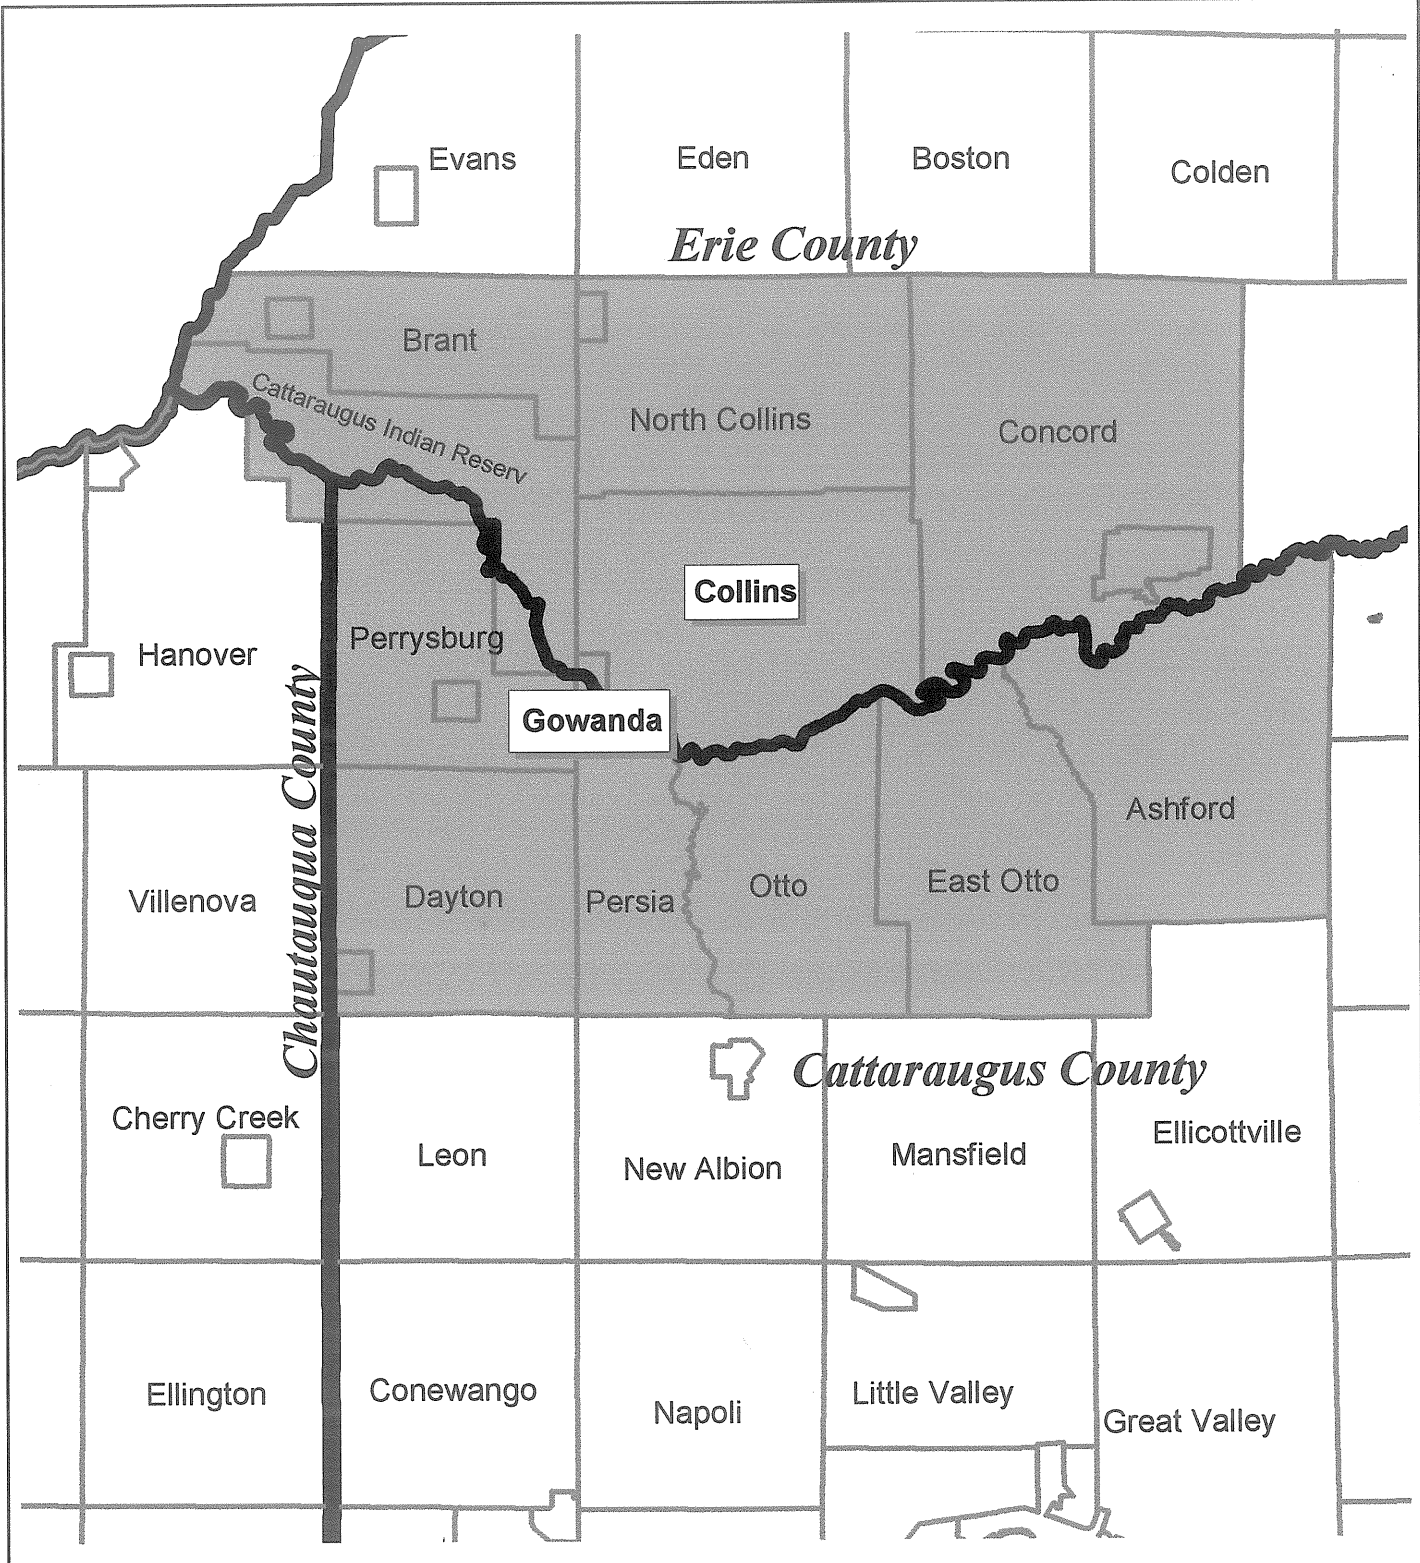 Evans
Eden
Boston
Colden
Erie County
Brant
Cattaraugus Indian Reserv
North Collins
Concord
Collins
Hanover
Perrysburg
Gowanda
Chautauqua County
Ashford
Villenova
Dayton
Persia
Otto
East Otto
Cattaraugus County
Cherry Creek
Leon
New Albion
Mansfield
Ellicottville
Ellington
Conewango
Napoli
Little Valley
Great Valley